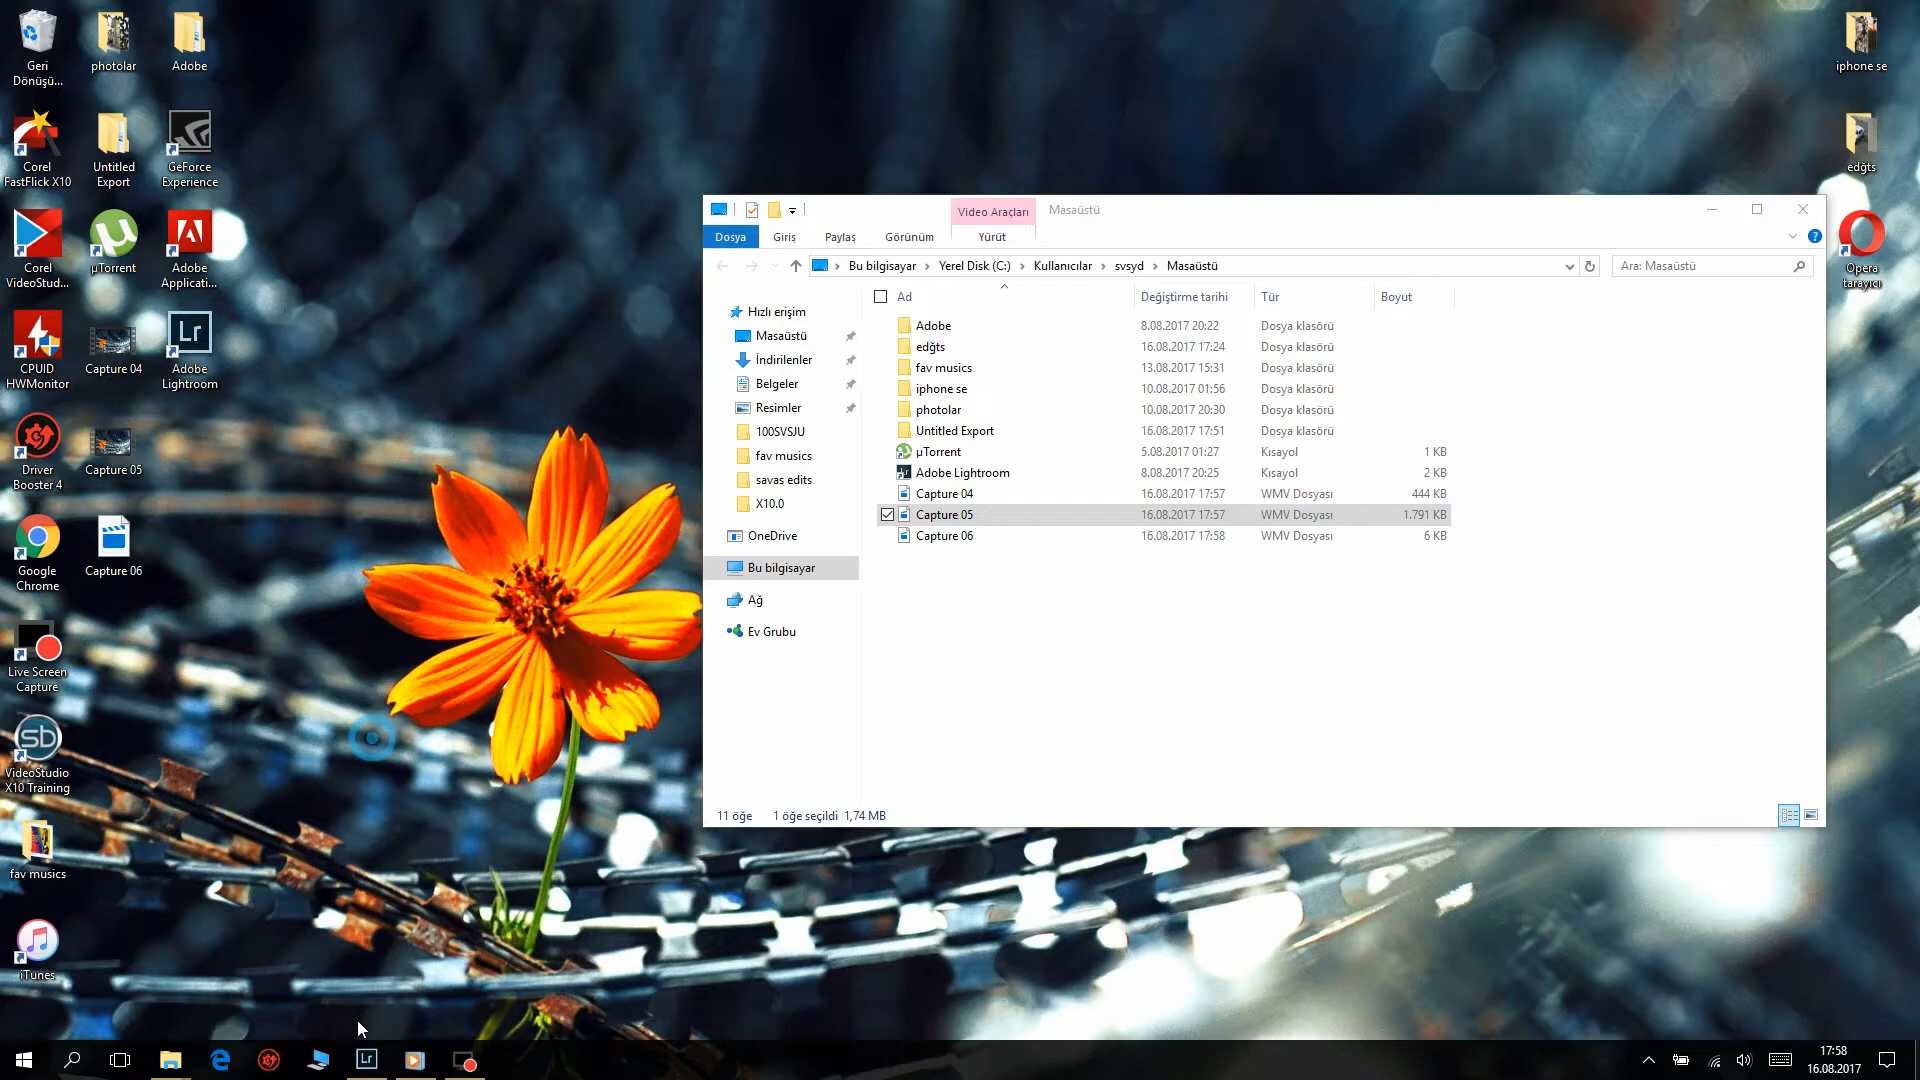 Geri
Dönüşü...
photolar
Adobe
Corel
FastFlick X10
Untitled
Export
GeForce
Experience
Corel
VideoStud...
µTorrent
Adobe
Applicati...
CPUID
HWMonitor
Capture 04
Lr
Adobe
Lightroom
Driver
Booster 4
Capture 05
Google
Chrome
Capture 06
Live Screen
Capture
sb
VideoStudio
X10 Training
fav musics
iTunes
iphone se
edğts
Opera
tarayıcı
Video Araçları
Masaüstü
Dosya
Giriş
Paylaş
Görünüm
Yürüt
Bu bilgisayar
Yerel Disk (C:)
Kullanıcılar
svsyd
Masaüstü
Ara: Masaüstü
Hızlı erişim
Masaüstü
İndirilenler
Belgeler
Resimler
100SVSJU
fav musics
savas edits
X10.0
OneDrive
Bu bilgisayar
Ağ
Ev Grubu
Ad Değiştirme tarihi Tür Boyut
Adobe 8.08.2017 20:22 Dosya klasörü
edğts 16.08.2017 17:24 Dosya klasörü
fav musics 13.08.2017 15:31 Dosya klasörü
iphone se 10.08.2017 01:56 Dosya klasörü
photolar 10.08.2017 20:30 Dosya klasörü
Untitled Export 16.08.2017 17:51 Dosya klasörü
µTorrent 5.08.2017 01:27 Kısayol 1 KB
Adobe Lightroom 8.08.2017 20:25 Kısayol 2 KB
Capture 04 16.08.2017 17:57 WMV Dosyası 444 KB
Capture 05 16.08.2017 17:57 WMV Dosyası 1.791 KB
Capture 06 16.08.2017 17:58 WMV Dosyası 6 KB
11 öğe 1 öğe seçildi 1,74 MB
Lr
17:58
16.08.2017